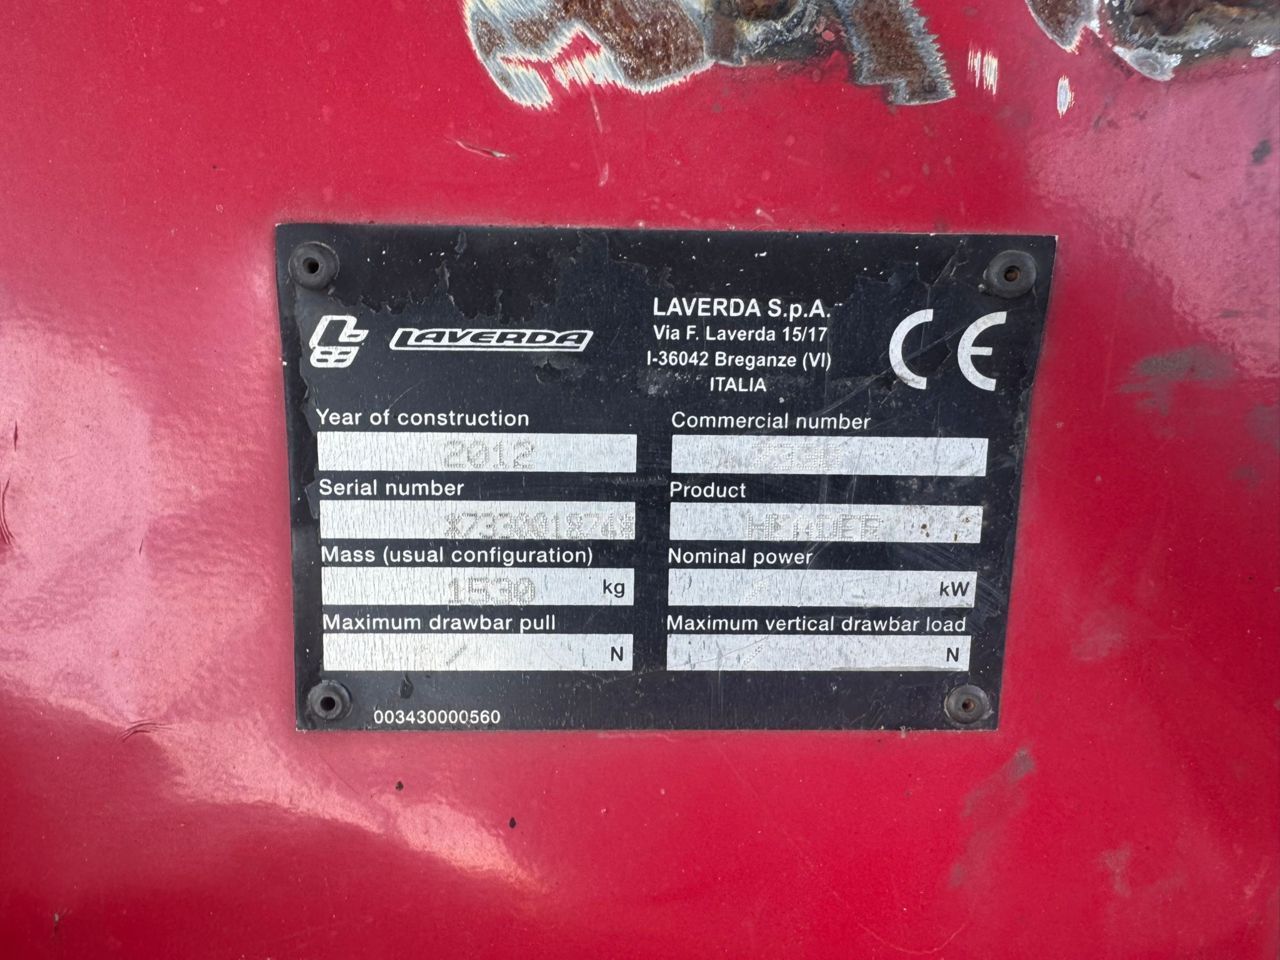 LAVERDA
LAVERDA S.p.A.
Via F. Laverda 15/17
I-36042 Breganze (VI)
ITALIA
CE
Year of construction
2012
Commercial number
Serial number
Product
HEADER
Mass (usual configuration)
1530 kg
Nominal power
kW
Maximum drawbar pull
/ N
Maximum vertical drawbar load
N
003430000560